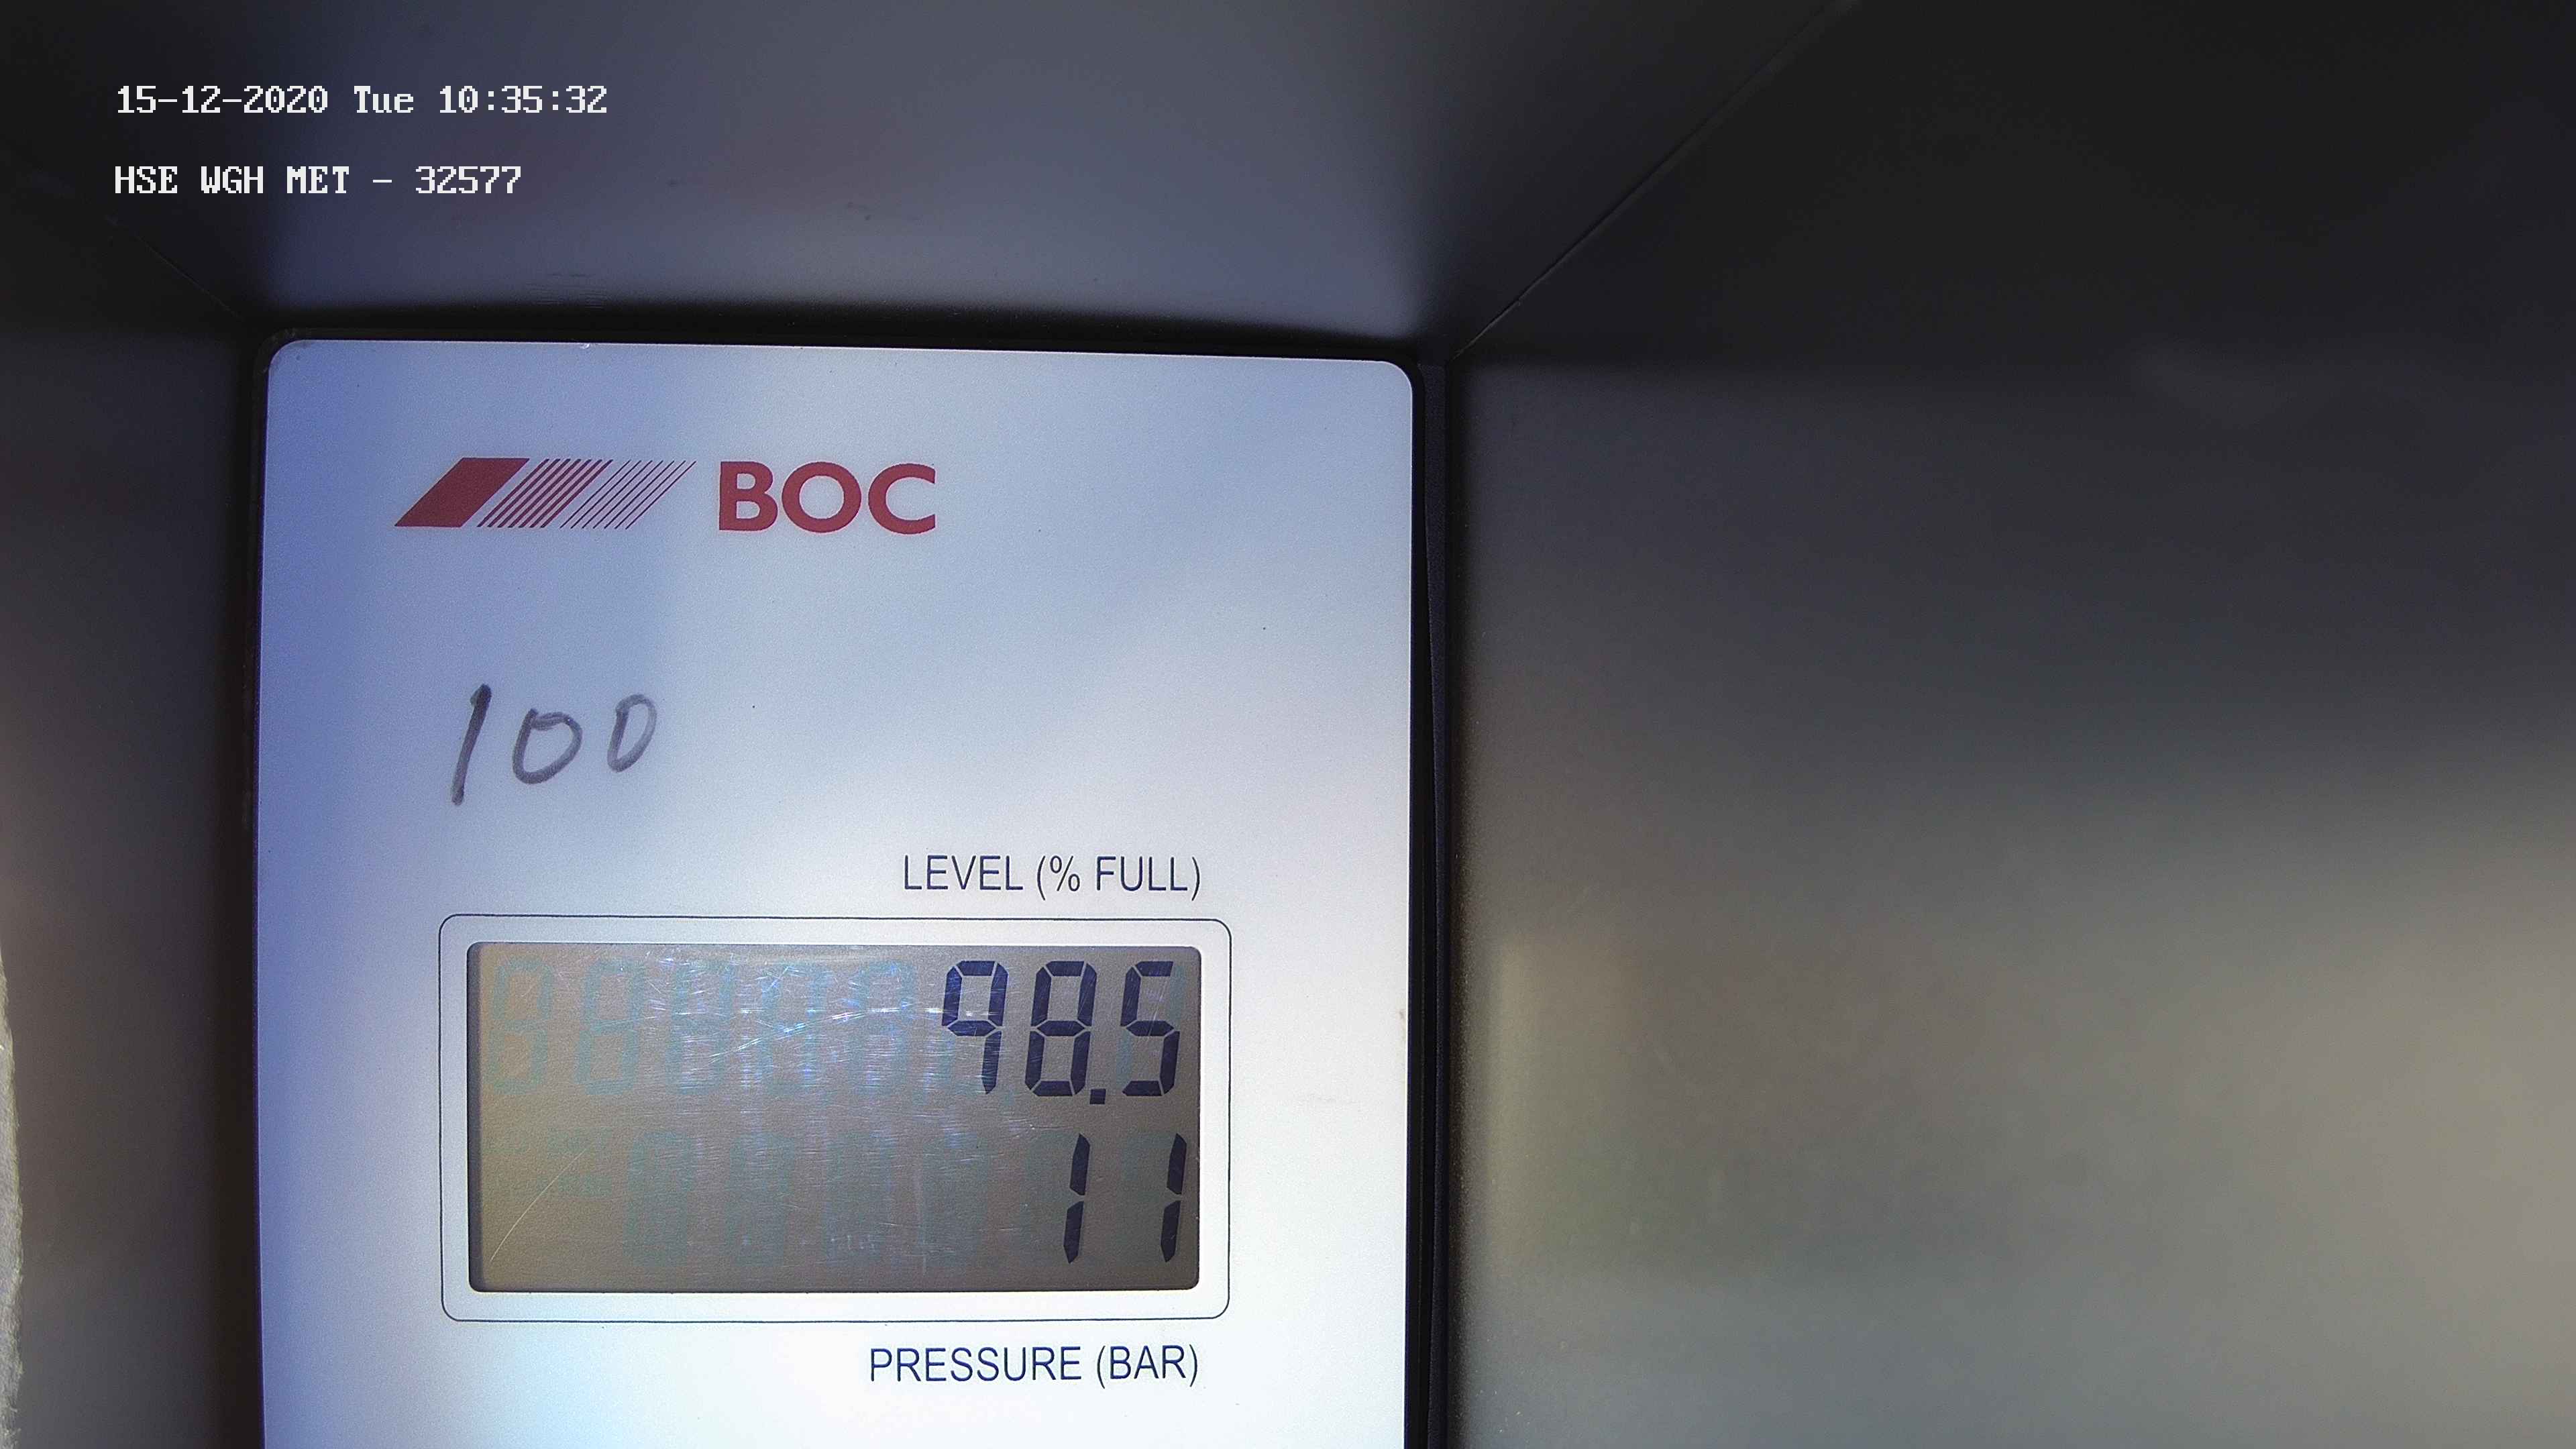 15-12-2020 Tue 10:35:32
HSE WGH MET - 32577
BOC
100
LEVEL (% FULL)
98.5
11
PRESSURE (BAR)